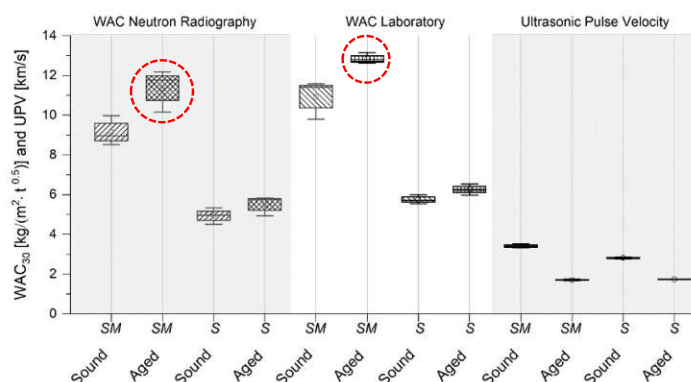 WAC Neutron Radiography WAC Laboratory Ultrasonic Pulse Velocity
WAC30 [kg/(m2· t 0.5)] and UPV [km/s]
14
12
10
8
6
4
2
0
SM SM S S SM SM S S SM SM S S
Sound Aged Sound Aged Sound Aged Sound Aged Sound Aged Sound Aged